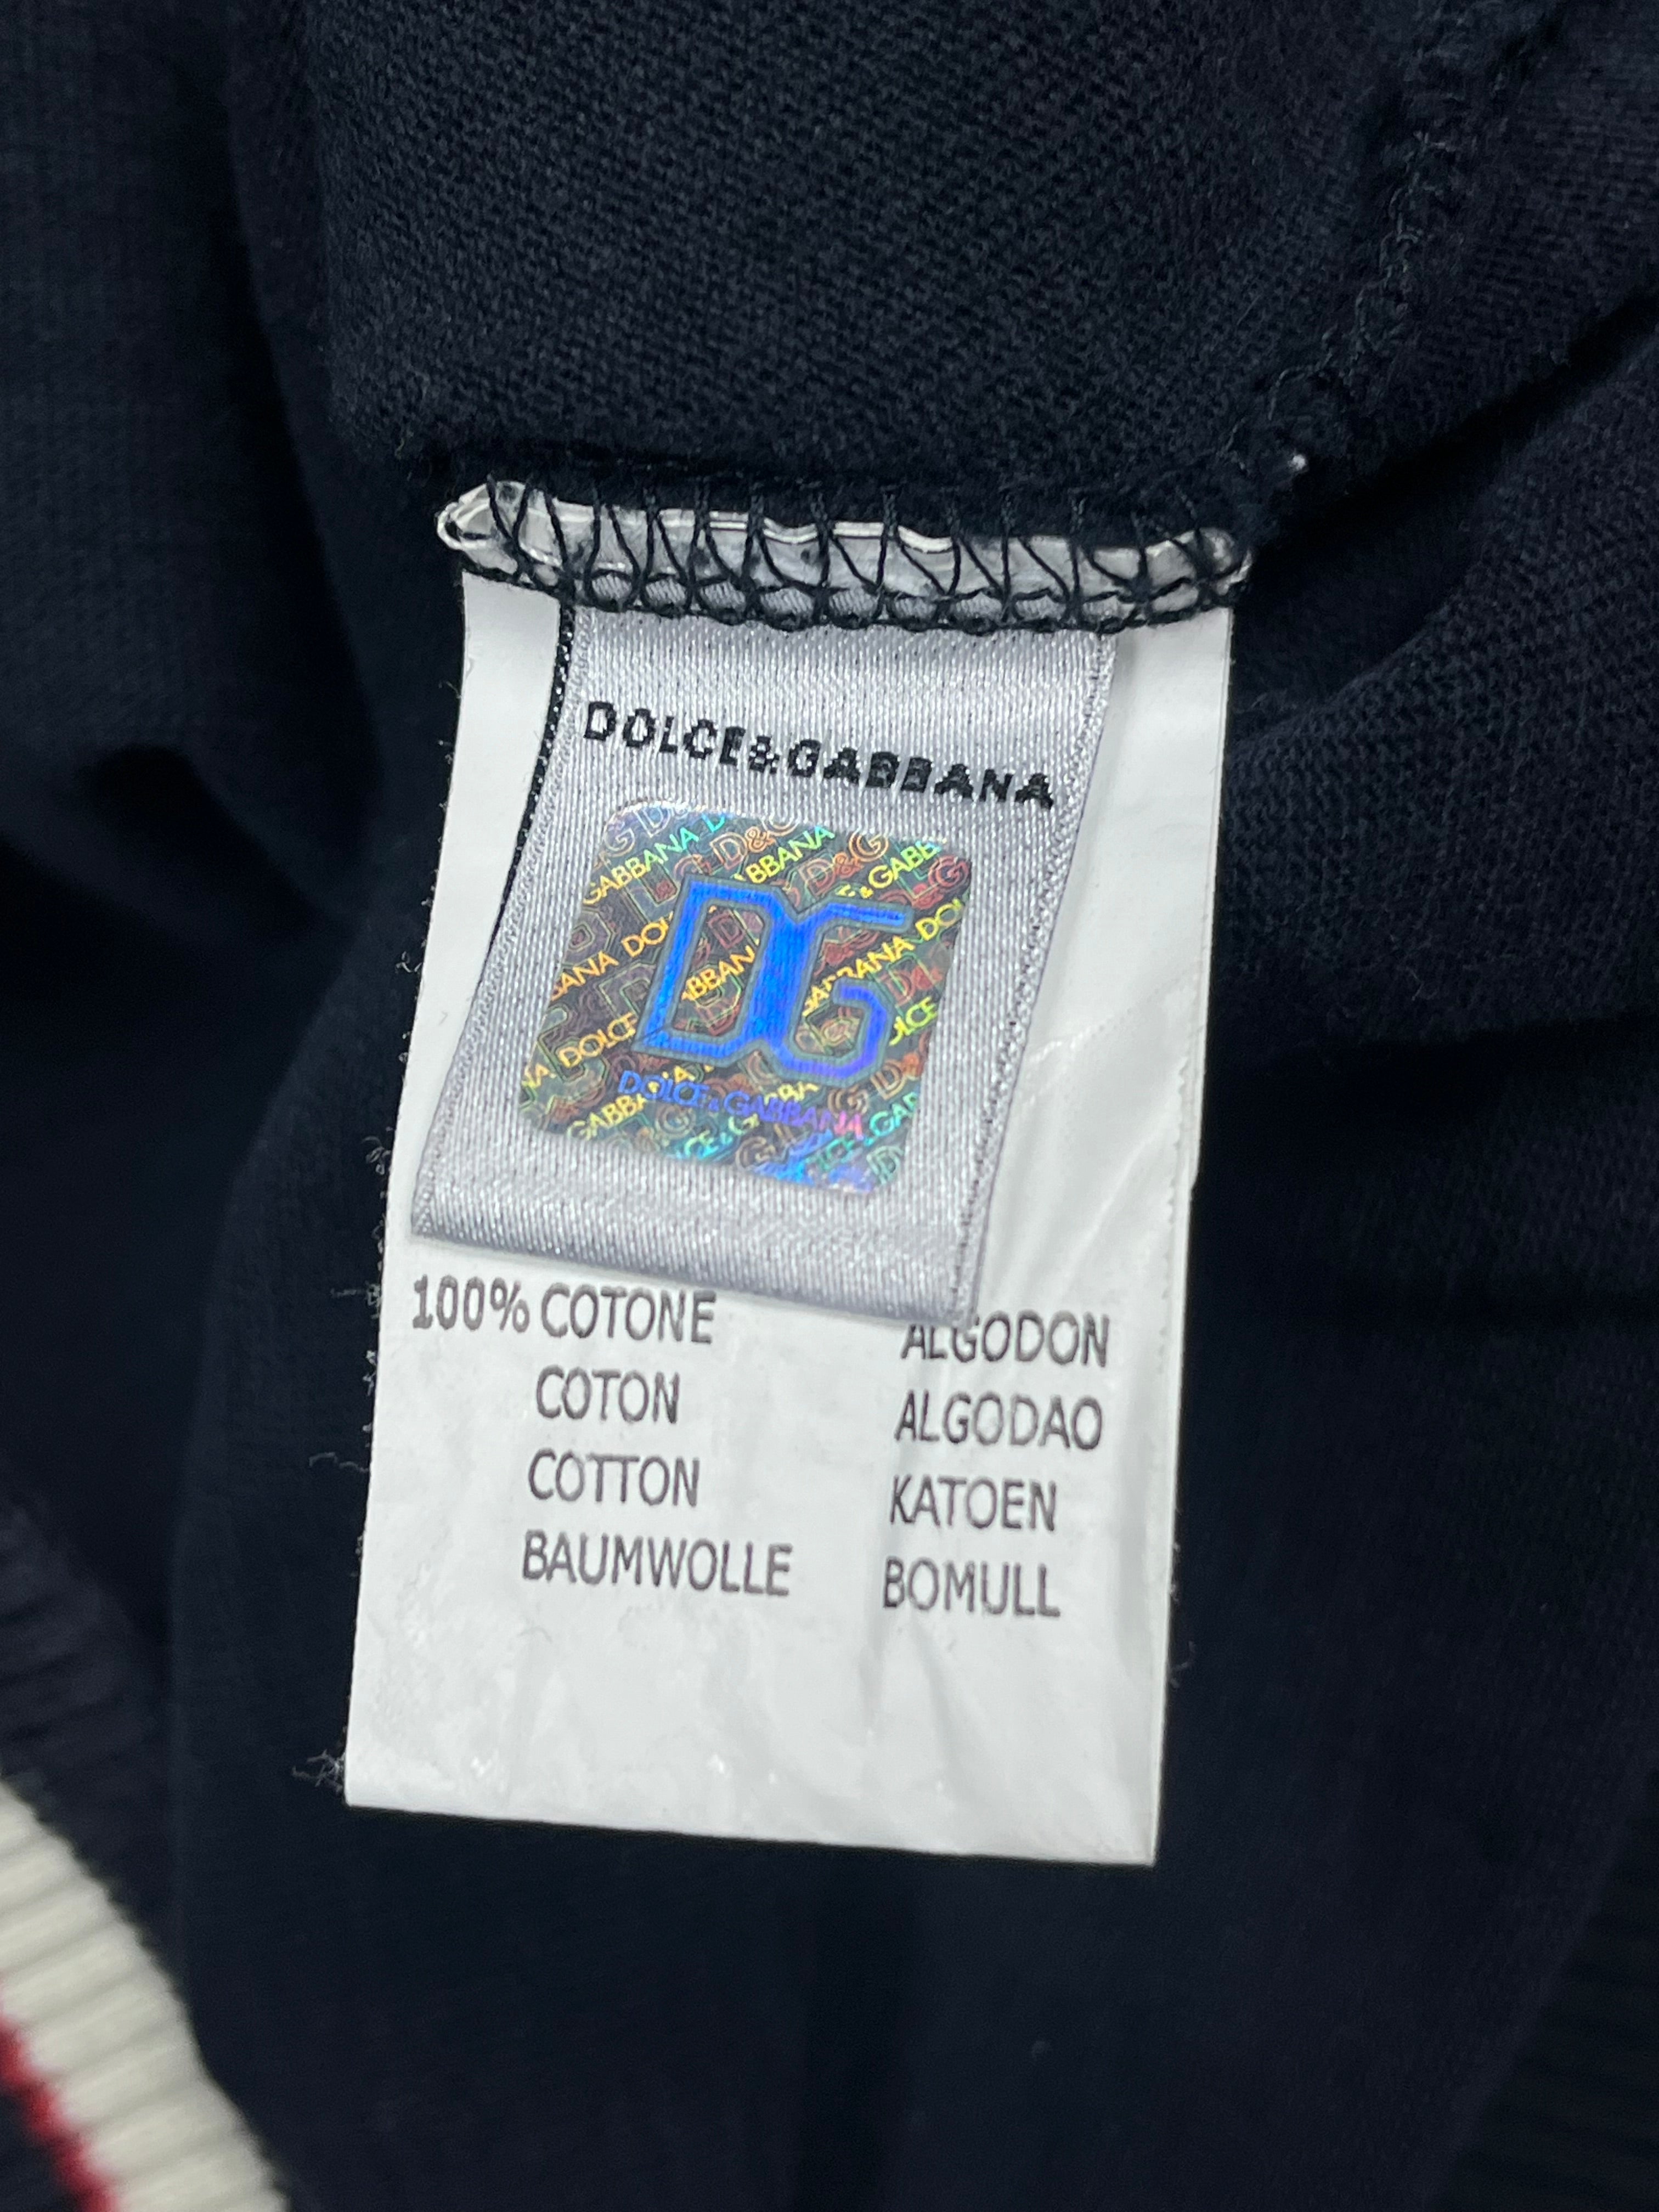 DOLCE&GABBANA
DG
DOLCE&GABBANA
100% COTONE
COTON
COTTON
BAUMWOLLE
ALGODON
ALGODAO
KATOEN
BOMULL